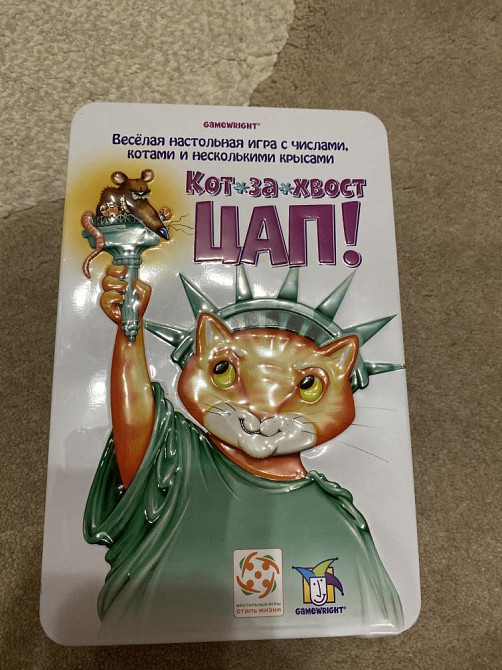 GAMEWRIGHT®
Весёлая настольная игра с числами,
котами и несколькими крысами
Кот*за*хвост
ЦАП!
НАСТОЛЬНЫЕ ИГРЫ
СТИЛЬ ЖИЗНИ
GAMEWRIGHT®